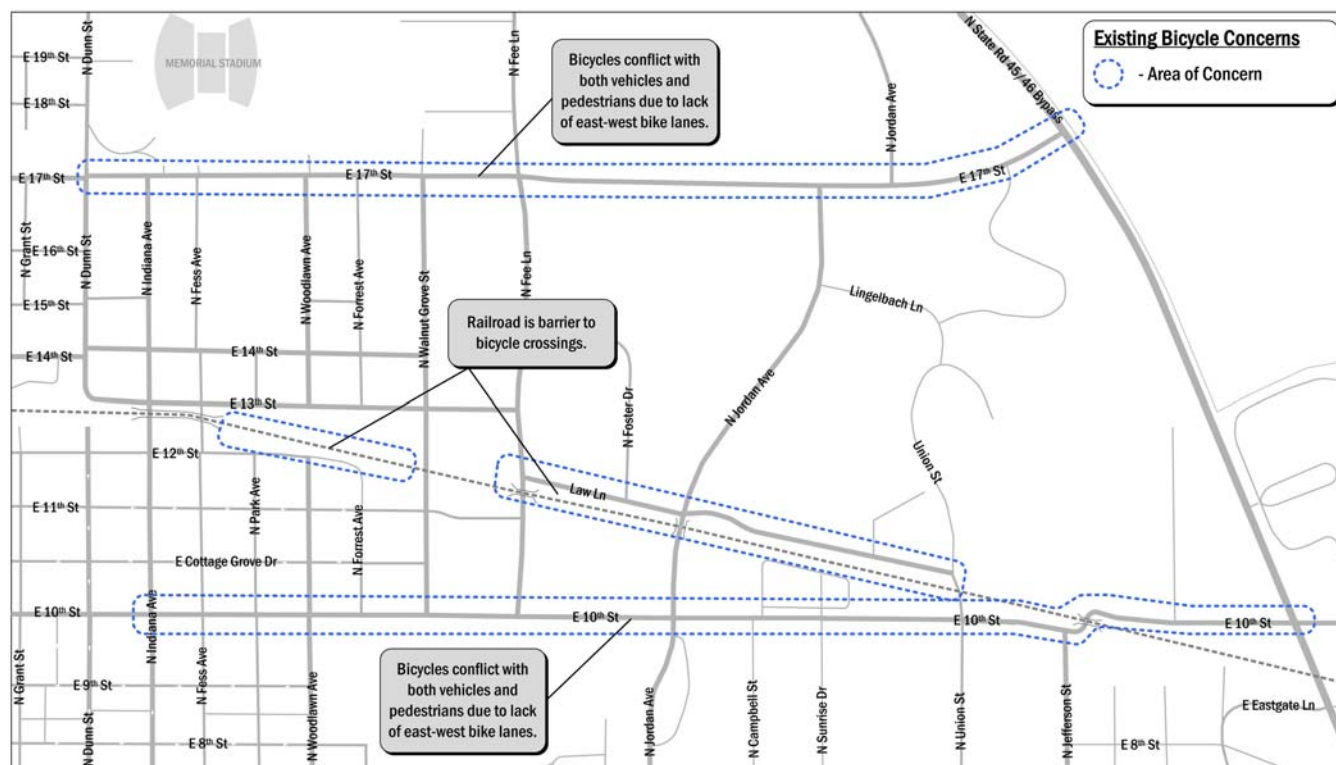 Existing Bicycle Concerns
- Area of Concern
MEMORIAL STADIUM
Bicycles conflict with
both vehicles and
pedestrians due to lack
of east-west bike lanes.
N State Rd 45/46 Bypass
N Dunn St
N Fee Ln
N Jordan Ave
E 19th St
E 18th St
E 17th St
E 17th St
E 17th St
N Grant St
E 16th St
N Dunn St
N Indiana Ave
N Fess Ave
N Woodlawn Ave
N Forrest Ave
N Walnut Grove St
N Fee Ln
E 15th St
Lingelbach Ln
Railroad is barrier to
bicycle crossings.
E 14th St
E 14th St
E 13th St
N Foster Dr
N Jordan Ave
E 12th St
Union St
Law Ln
E 11th St
N Park Ave
N Forrest Ave
E Cottage Grove Dr
E 10th St
N Indiana Ave
E 10th St
E 10th St
E 10th St
Bicycles conflict with
both vehicles and
pedestrians due to lack
of east-west bike lanes.
N Grant St
E 9th St
N Dunn St
N Fess Ave
N Woodlawn Ave
N Jordan Ave
N Campbell St
N Sunrise Dr
N Union St
N Jefferson St
E Eastgate Ln
E 8th St
E 8th St